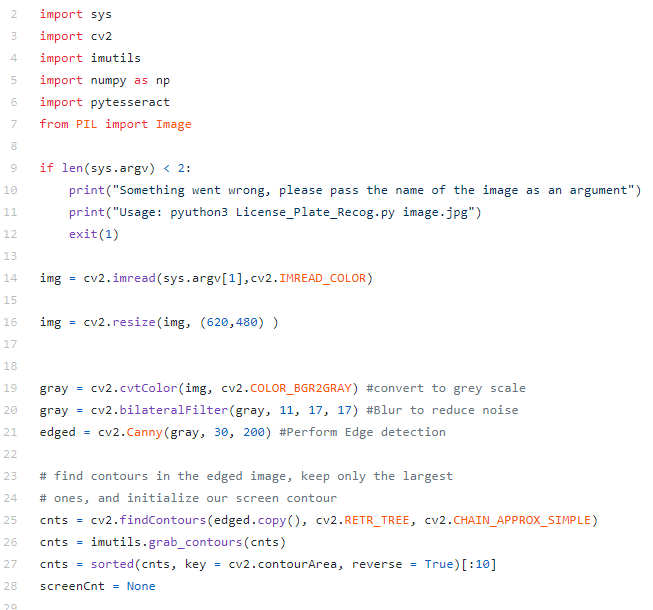 2 import sys
3 import cv2
4 import imutils
5 import numpy as np
6 import pytesseract
7 from PIL import Image
8
9 if len(sys.argv) < 2:
10     print("Something went wrong, please pass the name of the image as an argument")
11     print("Usage: pyuthon3 License_Plate_Recog.py image.jpg")
12     exit(1)
13
14 img = cv2.imread(sys.argv[1],cv2.IMREAD_COLOR)
15
16 img = cv2.resize(img, (620,480) )
17
18
19 gray = cv2.cvtColor(img, cv2.COLOR_BGR2GRAY) #convert to grey scale
20 gray = cv2.bilateralFilter(gray, 11, 17, 17) #Blur to reduce noise
21 edged = cv2.Canny(gray, 30, 200) #Perform Edge detection
22
23 # find contours in the edged image, keep only the largest
24 # ones, and initialize our screen contour
25 cnts = cv2.findContours(edged.copy(), cv2.RETR_TREE, cv2.CHAIN_APPROX_SIMPLE)
26 cnts = imutils.grab_contours(cnts)
27 cnts = sorted(cnts, key = cv2.contourArea, reverse = True)[:10]
28 screenCnt = None
29